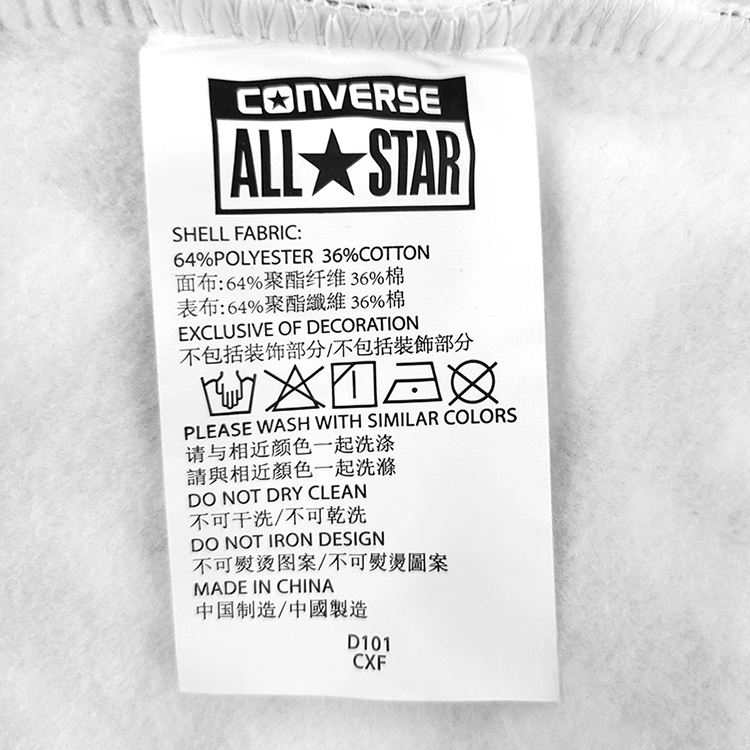 CONVERSE
ALL★STAR
SHELL FABRIC:
64%POLYESTER 36%COTTON
面布:64%聚酯纤维 36%棉
表布:64%聚酯纖維 36%棉
EXCLUSIVE OF DECORATION
不包括装饰部分/不包括裝飾部分
PLEASE WASH WITH SIMILAR COLORS
请与相近颜色一起洗涤
請與相近顏色一起洗滌
DO NOT DRY CLEAN
不可干洗/不可乾洗
DO NOT IRON DESIGN
不可熨烫图案/不可熨燙圖案
MADE IN CHINA
中国制造/中國製造
D101
CXF